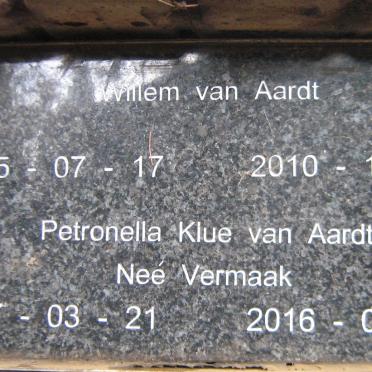 Willem van Aardt
5 - 07 - 17 2010 - 1
Petronella Klue van Aardt
Neé Vermaak
- 03 - 21 2016 - 0